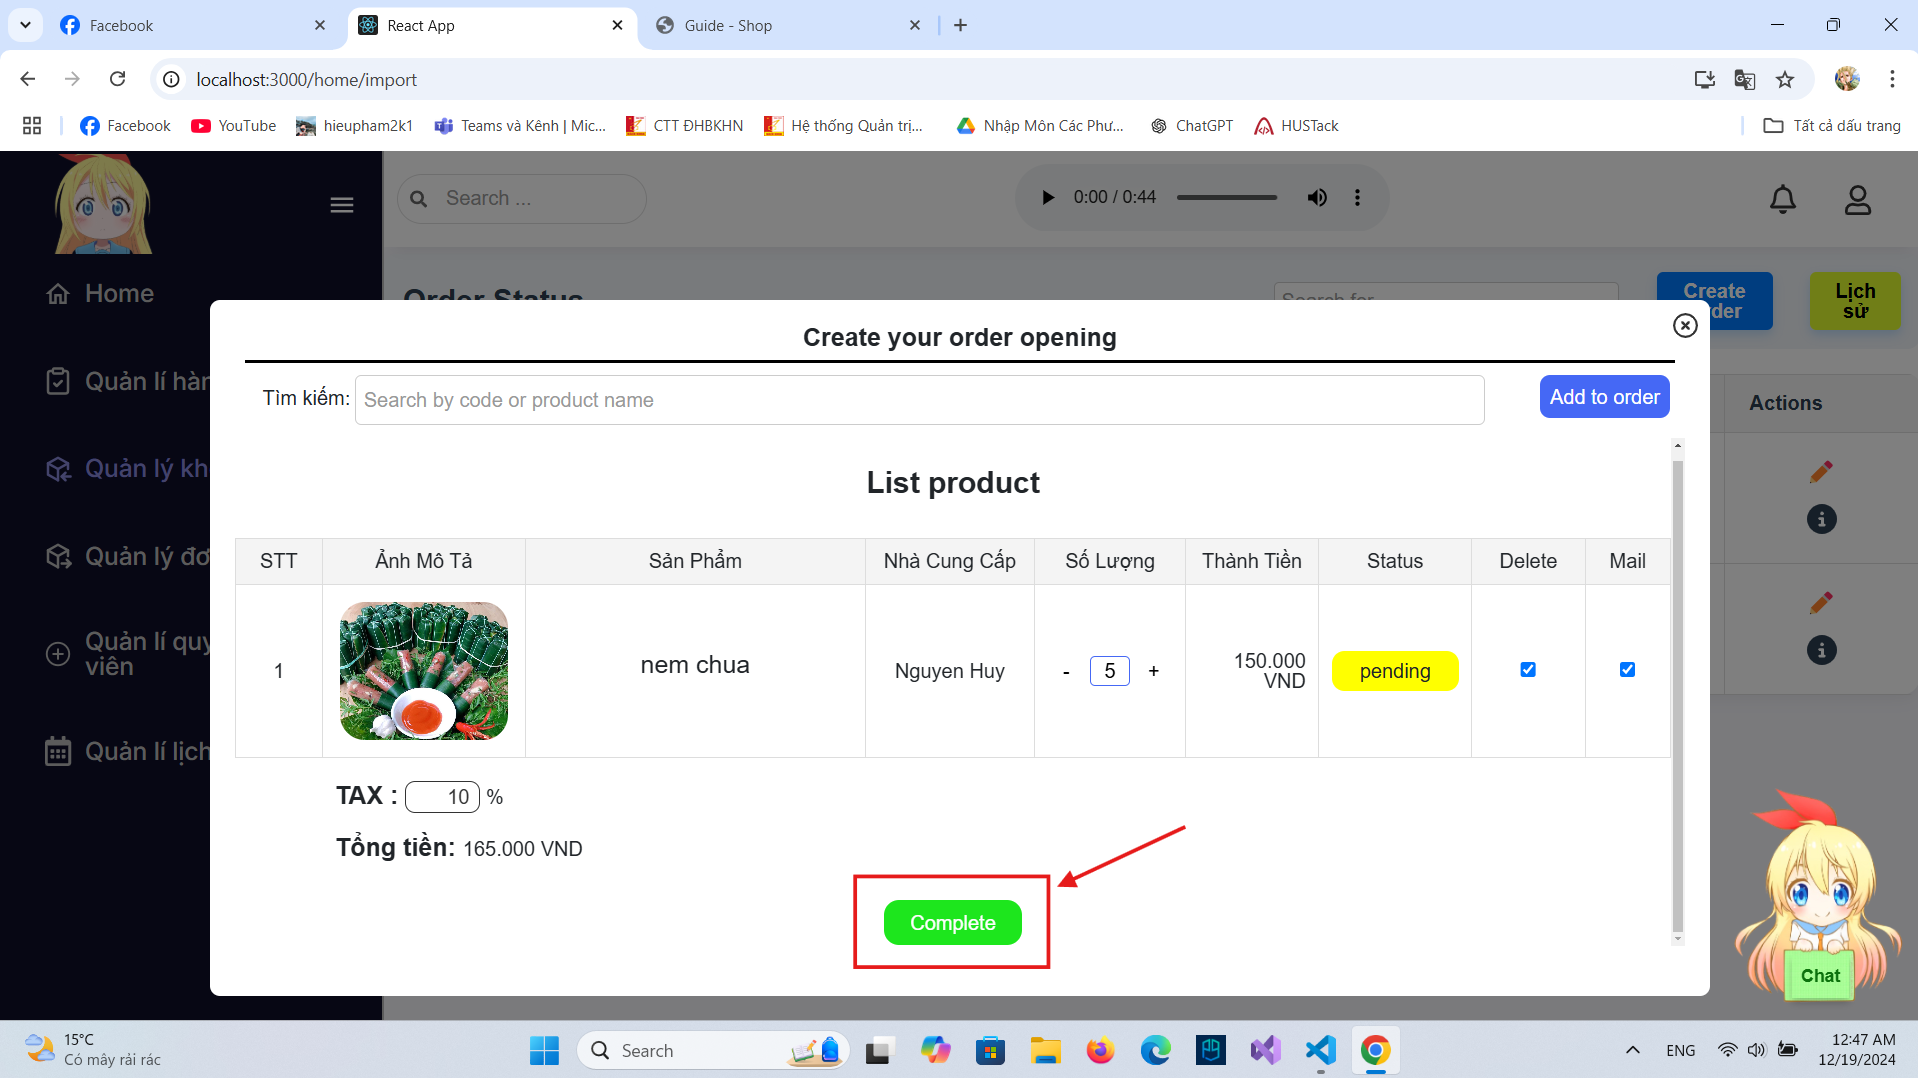 Facebook
React App
Guide - Shop
localhost:3000/home/import
Facebook
YouTube
hieupham2k1
Teams và Kênh | Mic...
CTT ĐHBKHN
Hệ thống Quản trị...
Nhập Môn Các Phư...
ChatGPT
HUSTack
Tất cả dấu trang
Search ...
0:00 / 0:44
Home
Order Status
Create
Lịch
sử
Create your order opening
Quản lí hàn
Tìm kiếm:
Search by code or product name
Add to order
Actions
Quản lý kh
List product
Quản lý đơ
STT
Ảnh Mô Tả
Sản Phẩm
Nhà Cung Cấp
Số Lượng
Thành Tiền
Status
Delete
Mail
Quản lí quy
viên
1
nem chua
Nguyen Huy
-
5
+
150.000
VND
pending
Quản lí lịch
TAX :
10
%
Tổng tiền: 165.000 VND
Complete
Chat
15°C
Có mây rải rác
Search
ENG
12:47 AM
12/19/2024